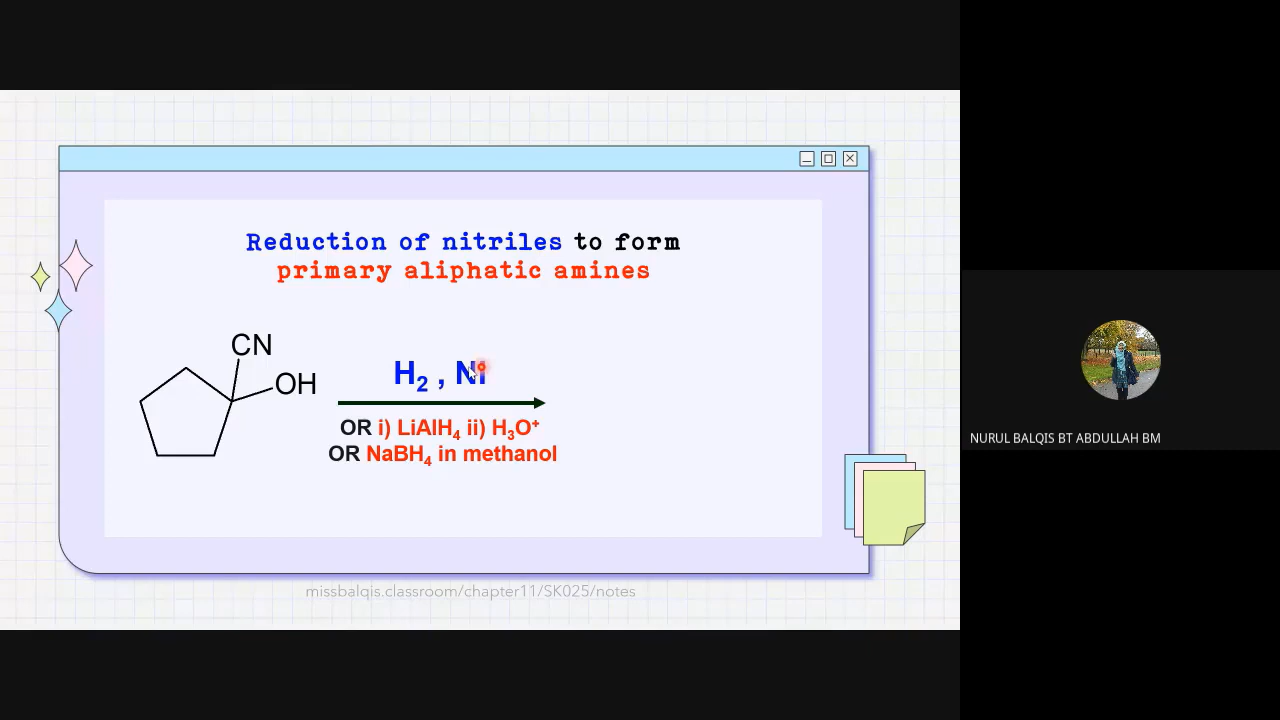 Reduction of nitriles to form
primary aliphatic amines
CN
OH
H₂ , Ni
OR i) LiAlH₄ ii) H₃O⁺
OR NaBH₄ in methanol
NURUL BALQIS BT ABDULLAH BM
missbalqis.classroom/chapter11/SK025/notes